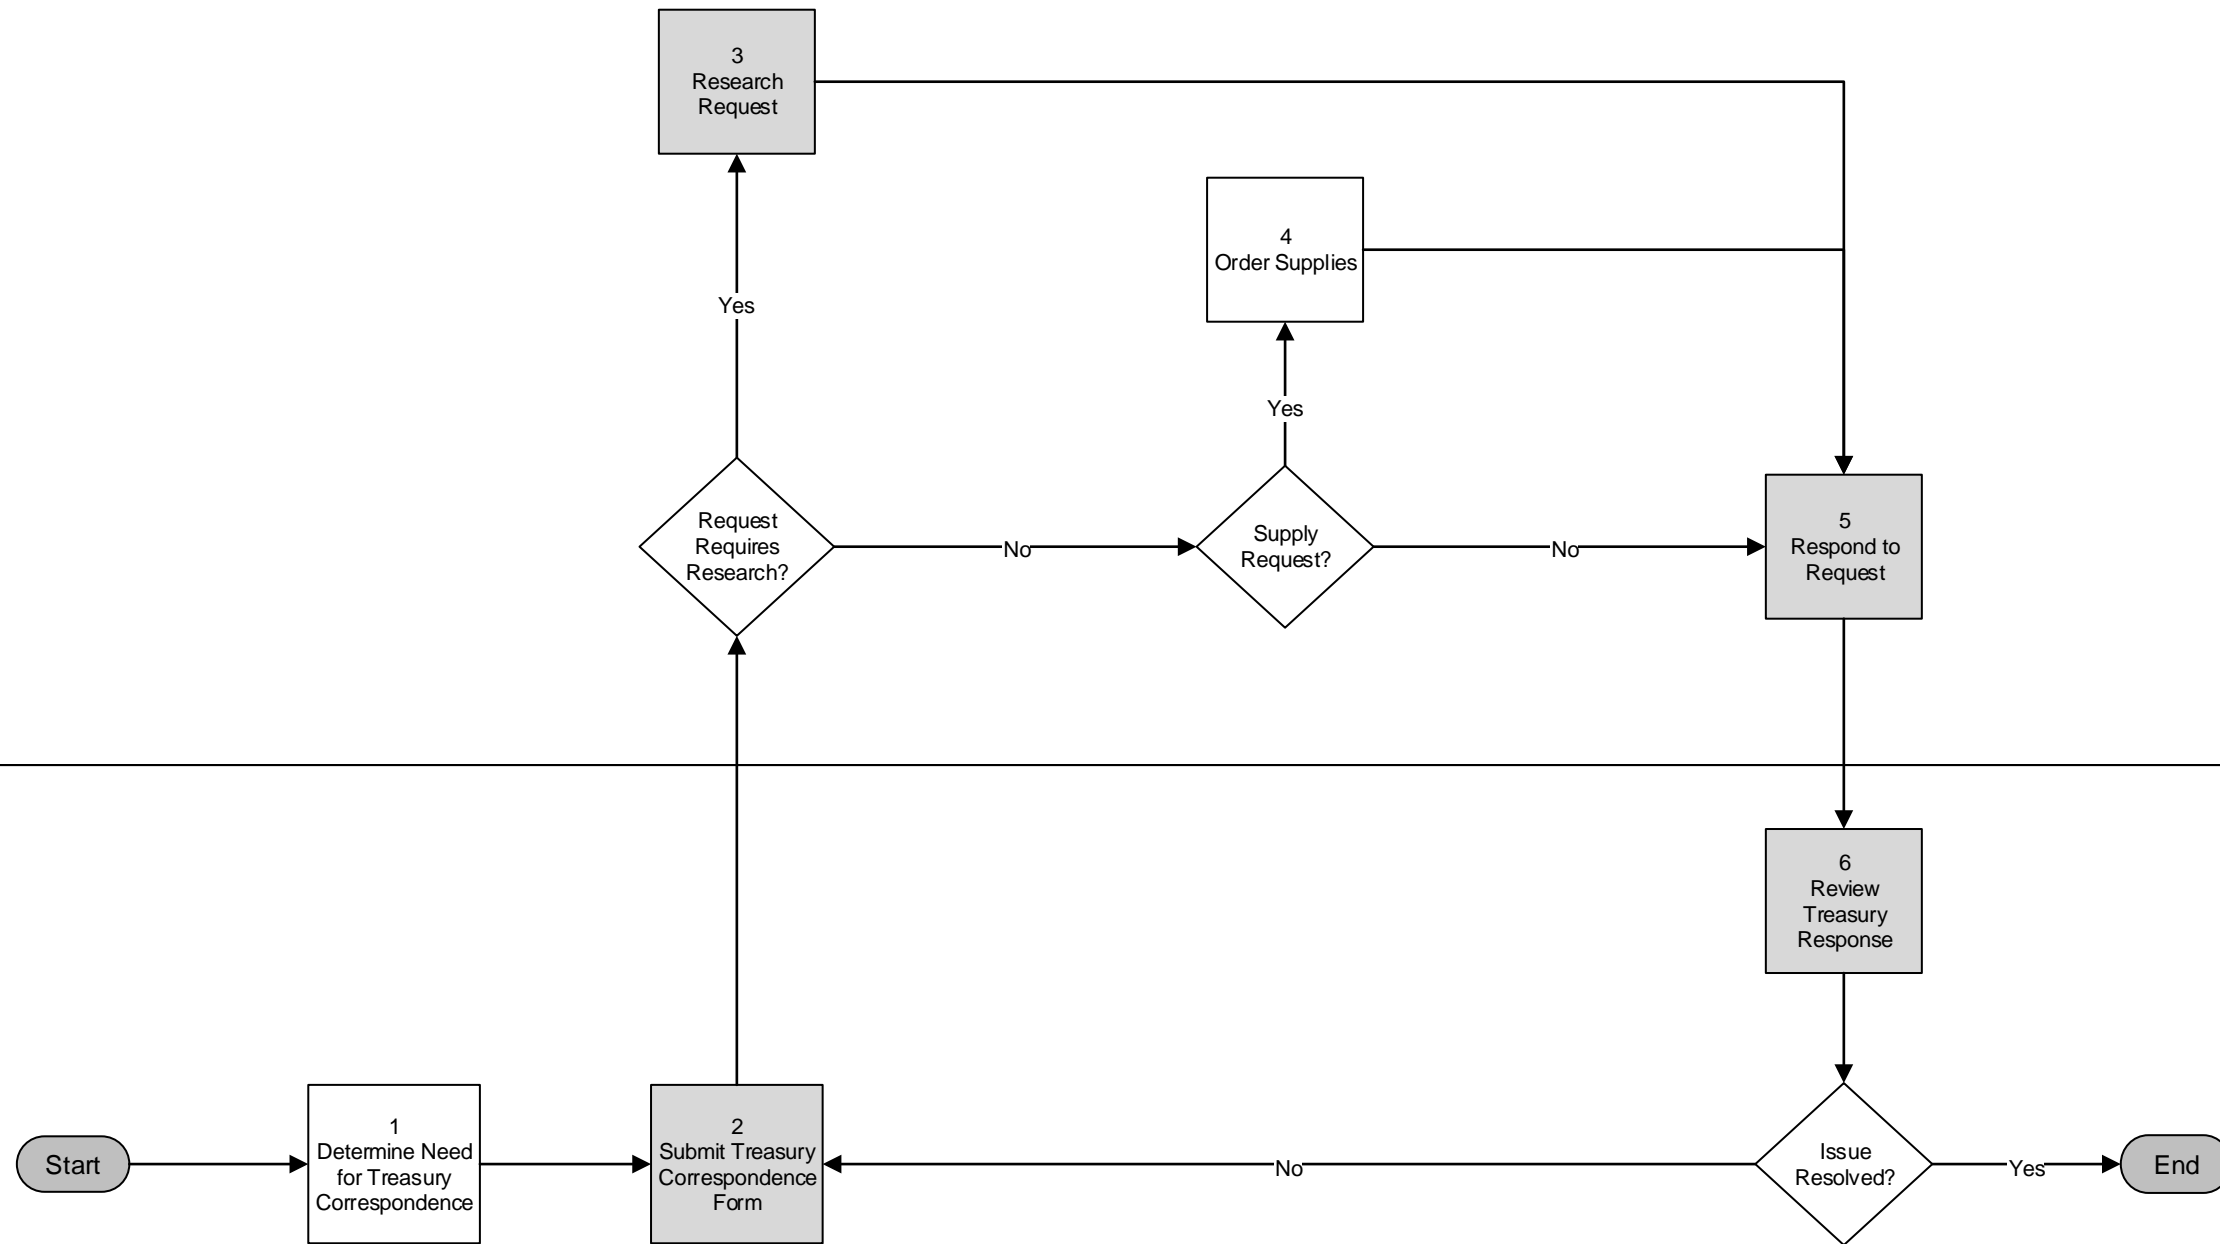 3
Research
Request
4
Order Supplies
Yes
Yes
Request
Requires
Research?
No
Supply
Request?
No
5
Respond to
Request
6
Review
Treasury
Response
Start
1
Determine Need
for Treasury
Correspondence
2
Submit Treasury
Correspondence
Form
No
Issue
Resolved?
Yes
End